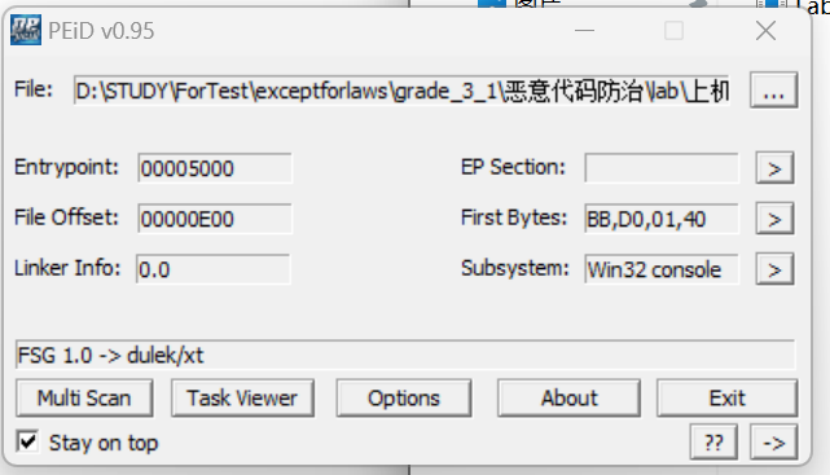 PEiD v0.95
File: D:\STUDY\ForTest\exceptforlaws\grade_3_1\恶意代码防治\lab\上机 ...
Entrypoint: 00005000 EP Section: >
File Offset: 00000E00 First Bytes: BB,D0,01,40 >
Linker Info: 0.0 Subsystem: Win32 console >
FSG 1.0 -> dulek/xt
Multi Scan Task Viewer Options About Exit
Stay on top ?? ->